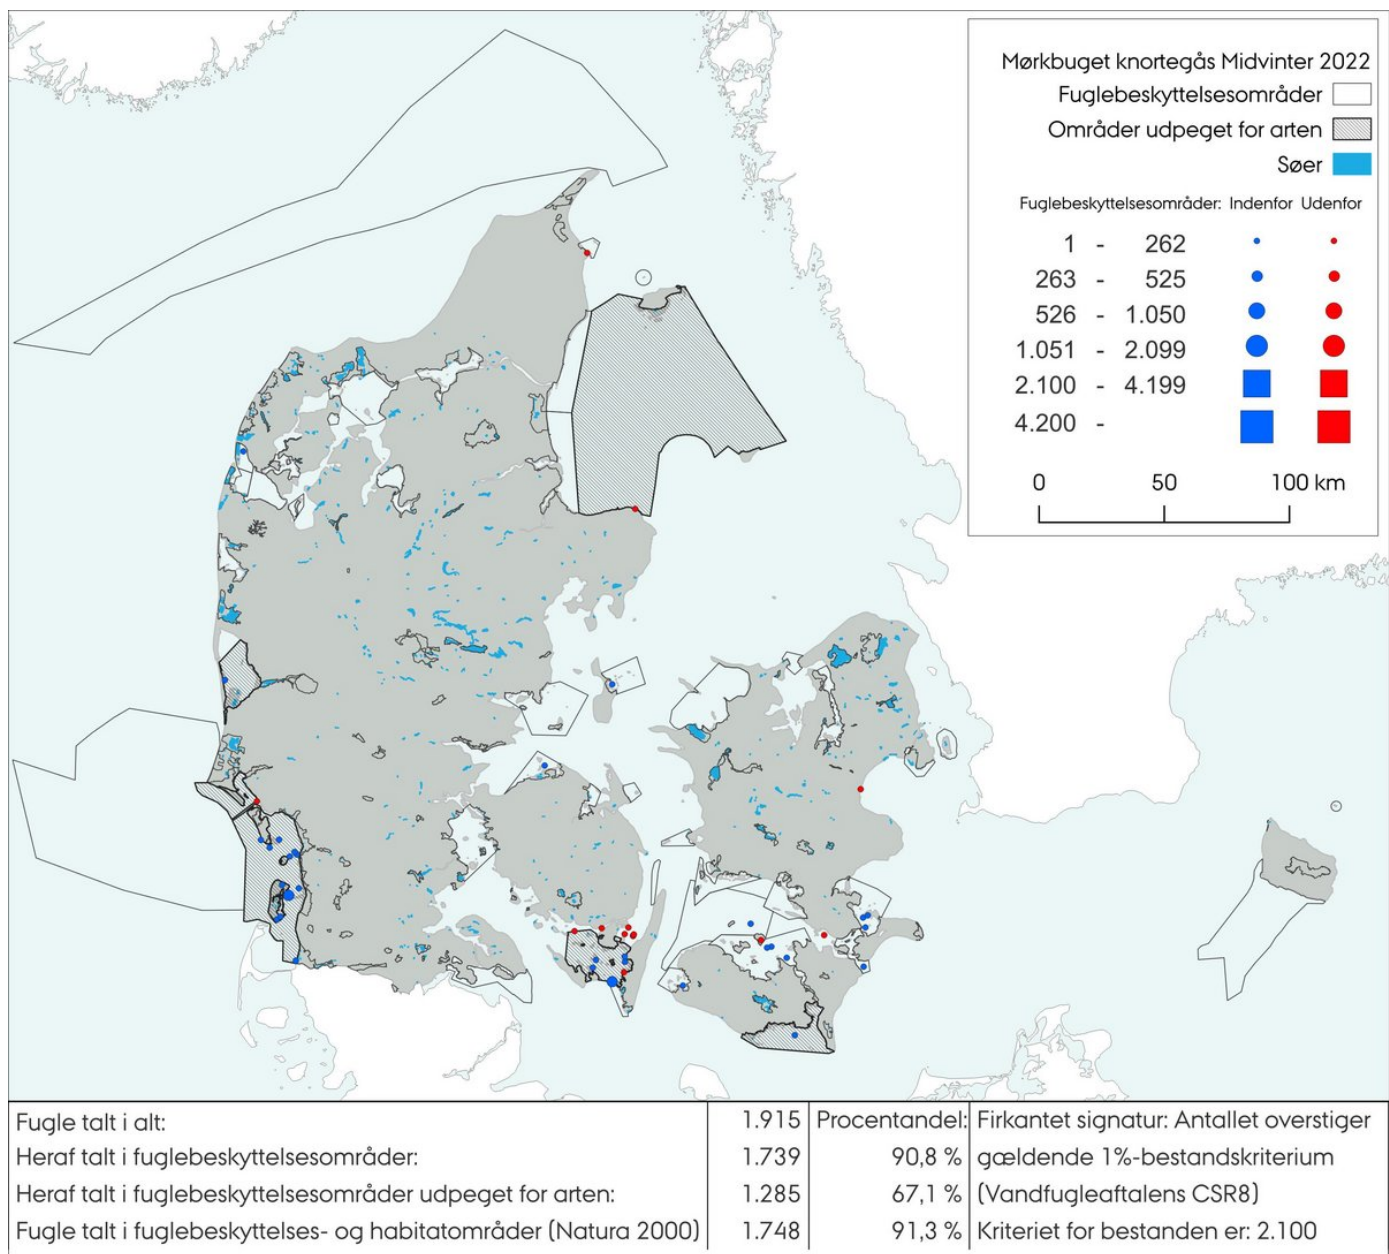 Mørkbuget knortegås Midvinter 2022
Fuglebeskyttelsesområder
Områder udpeget for arten
Søer
Fuglebeskyttelsesområder: Indenfor Udenfor
1 - 262
263 - 525
526 - 1.050
1.051 - 2.099
2.100 - 4.199
4.200 -
0 50 100 km
Fugle talt i alt: 1.915 Procentandel: Firkantet signatur: Antallet overstiger
Heraf talt i fuglebeskyttelsesområder: 1.739 90,8 % gældende 1%-bestandskriterium
Heraf talt i fuglebeskyttelsesområder udpeget for arten: 1.285 67,1 % (Vandfugleaftalens CSR8)
Fugle talt i fuglebeskyttelses- og habitatområder (Natura 2000) 1.748 91,3 % Kriteriet for bestanden er: 2.100